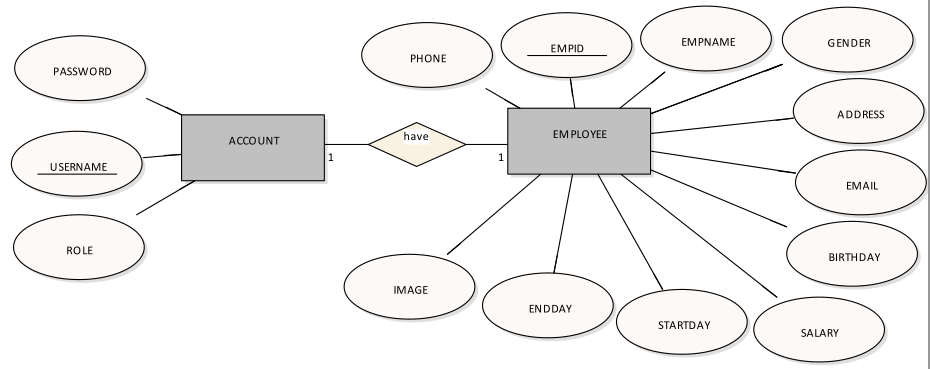 PASSWORD
USERNAME
ROLE
ACCOUNT
1
have
1
EMPLOYEE
PHONE
EMPID
EMPNAME
GENDER
ADDRESS
EMAIL
BIRTHDAY
SALARY
STARTDAY
ENDDAY
IMAGE